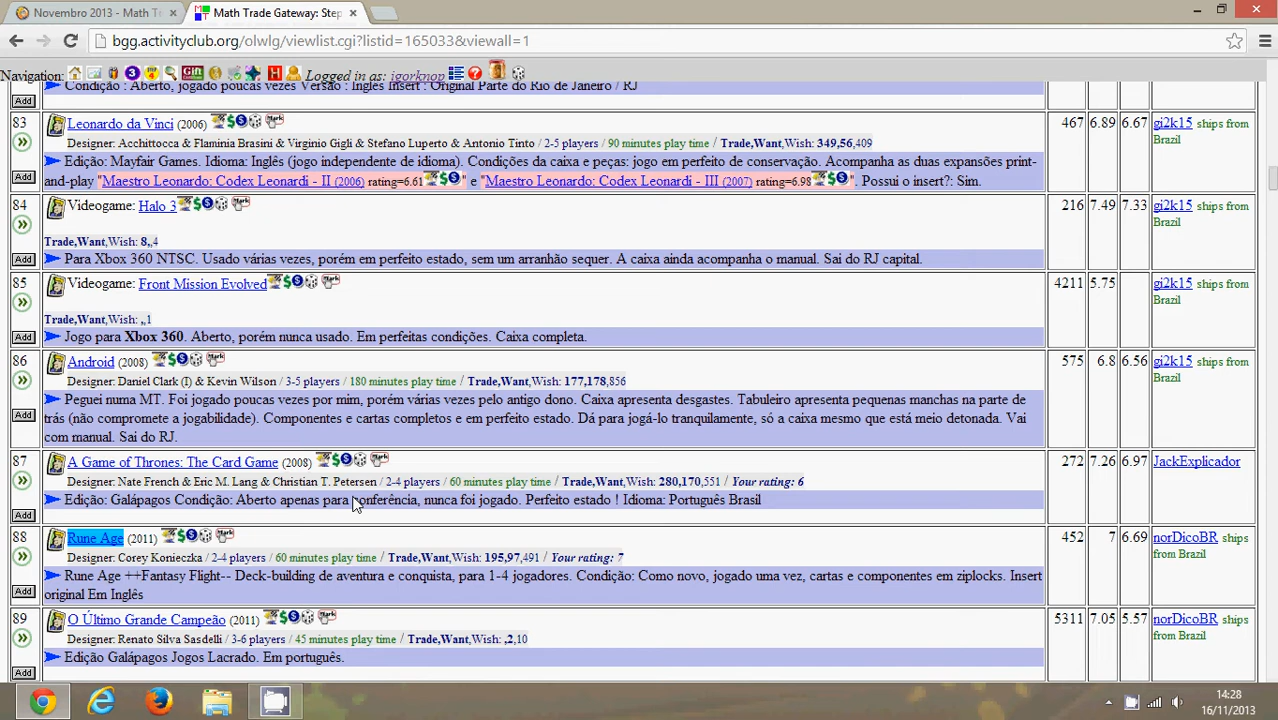 Novembro 2013 - Math T
Math Trade Gateway: Step
bgg.activityclub.org/olwlg/viewlist.cgi?listid=165033&viewall=1
Navigation: Logged in as: igorknop
Condição : Aberto, jogado poucas vezes Versão : Inglês Insert : Original Parte do Rio de Janeiro / RJ
Add
83 Leonardo da Vinci (2006) Mark 467 6.89 6.67 gi2k15 ships from Brazil
Designer: Acchittocca & Flaminia Brasini & Virginio Gigli & Stefano Luperto & Antonio Tinto / 2-5 players / 90 minutes play time / Trade,Want,Wish: 349,56,409
Edição: Mayfair Games. Idioma: Inglês (jogo independente de idioma). Condições da caixa e peças: jogo em perfeito de conservação. Acompanha as duas expansões print-
and-play "Maestro Leonardo: Codex Leonardi - II (2006) rating=6.61 " e "Maestro Leonardo: Codex Leonardi - III (2007) rating=6.98 ". Possui o insert?: Sim.
Add
84 Videogame: Halo 3 Mark 216 7.49 7.33 gi2k15 ships from Brazil
Trade,Want,Wish: 8,,4
Para Xbox 360 NTSC. Usado várias vezes, porém em perfeito estado, sem um arranhão sequer. A caixa ainda acompanha o manual. Sai do RJ capital.
Add
85 Videogame: Front Mission Evolved Mark 4211 5.75 gi2k15 ships from Brazil
Trade,Want,Wish: ,,1
Jogo para Xbox 360. Aberto, porém nunca usado. Em perfeitas condições. Caixa completa.
Add
86 Android (2008) Mark 575 6.8 6.56 gi2k15 ships from Brazil
Designer: Daniel Clark (I) & Kevin Wilson / 3-5 players / 180 minutes play time / Trade,Want,Wish: 177,178,856
Peguei numa MT. Foi jogado poucas vezes por mim, porém várias vezes pelo antigo dono. Caixa apresenta desgastes. Tabuleiro apresenta pequenas manchas na parte de
trás (não compromete a jogabilidade). Componentes e cartas completos e em perfeito estado. Dá para jogá-lo tranquilamente, só a caixa mesmo que está meio detonada. Vai
com manual. Sai do RJ.
Add
87 A Game of Thrones: The Card Game (2008) Mark 272 7.26 6.97 JackExplicador
Designer: Nate French & Eric M. Lang & Christian T. Petersen / 2-4 players / 60 minutes play time / Trade,Want,Wish: 280,170,551 / Your rating: 6
Edição: Galápagos Condição: Aberto apenas para conferência, nunca foi jogado. Perfeito estado ! Idioma: Português Brasil
Add
88 Rune Age (2011) Mark 452 7 6.69 norDicoBR ships from Brazil
Designer: Corey Konieczka / 2-4 players / 60 minutes play time / Trade,Want,Wish: 195,97,491 / Your rating: 7
Rune Age ++Fantasy Flight-- Deck-building de aventura e conquista, para 1-4 jogadores. Condição: Como novo, jogado uma vez, cartas e componentes em ziplocks. Insert
original Em Inglês
Add
89 O Último Grande Campeão (2011) Mark 5311 7.05 5.57 norDicoBR ships from Brazil
Designer: Renato Silva Sasdelli / 3-6 players / 45 minutes play time / Trade,Want,Wish: ,2,10
Edição Galápagos Jogos Lacrado. Em português.
Add
14:28
16/11/2013